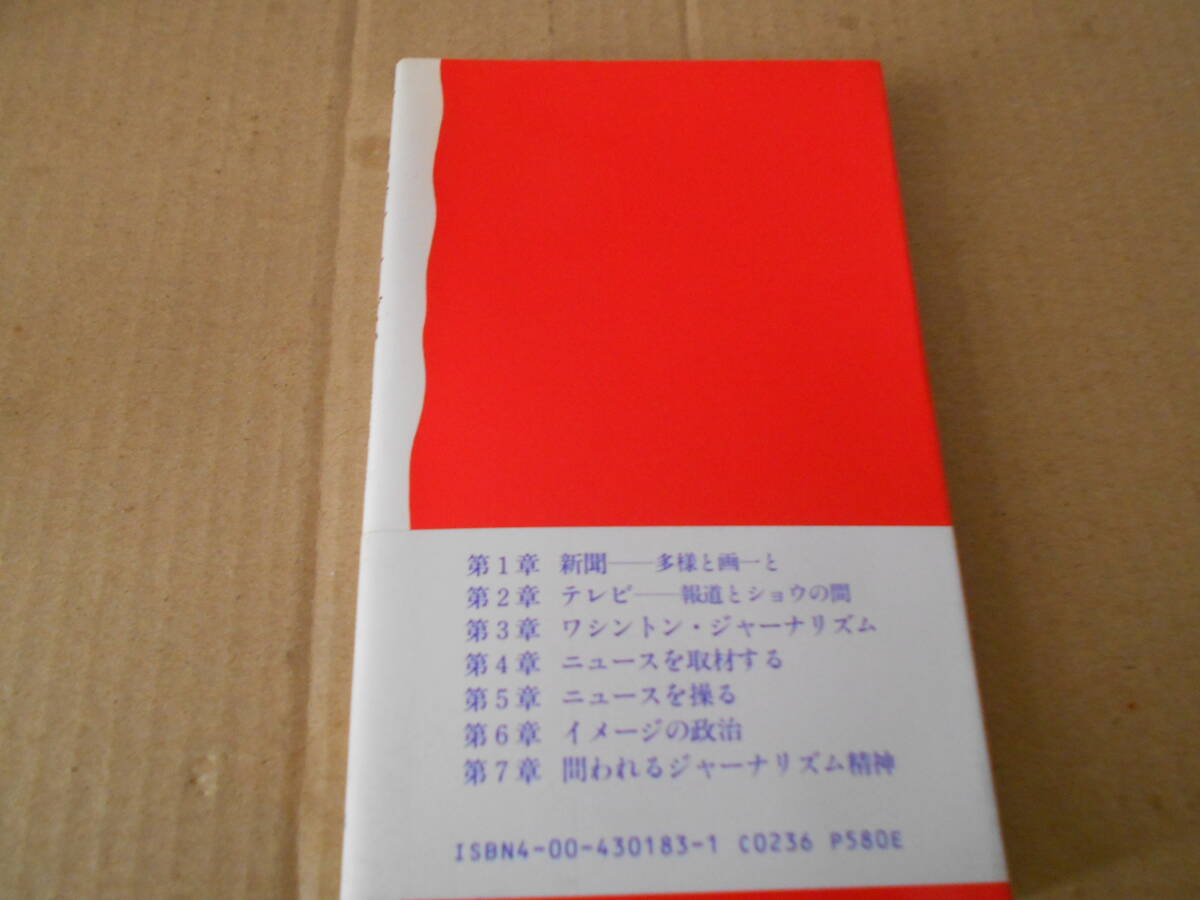 第1章 新聞――多様と画一と
第2章 テレビ――報道とショウの間
第3章 ワシントン・ジャーナリズム
第4章 ニュースを取材する
第5章 ニュースを操る
第6章 イメージの政治
第7章 問われるジャーナリズム精神
ISBN4-00-430183-1 C0236 P580E